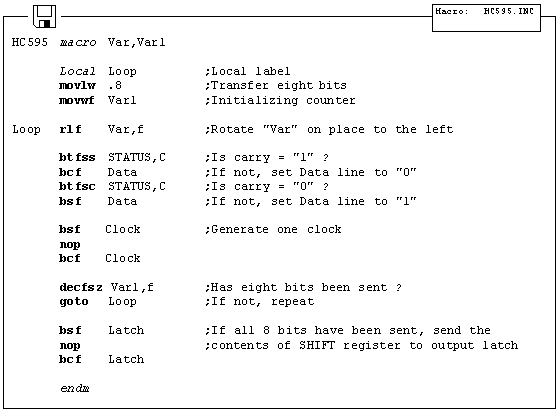 Macro: HC595.INC
HC595 macro Var,Var1
Local Loop ;Local label
movlw .8 ;Transfer eight bits
movwf Var1 ;Initializing counter
Loop rlf Var,f ;Rotate "Var" on place to the left
btfss STATUS,C ;Is carry = "1" ?
bcf Data ;If not, set Data line to "0"
btfsc STATUS,C ;Is carry = "0" ?
bsf Data ;If not, set Data line to "1"
bsf Clock ;Generate one clock
nop
bcf Clock
decfsz Var1,f ;Has eight bits been sent ?
goto Loop ;If not, repeat
bsf Latch ;If all 8 bits have been sent, send the
nop ;contents of SHIFT register to output latch
bcf Latch
endm